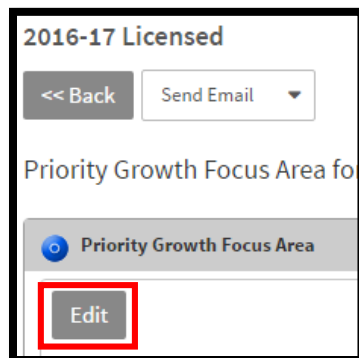 2016-17 Licensed
<< Back Send Email
Priority Growth Focus Area fo
Priority Growth Focus Area
Edit